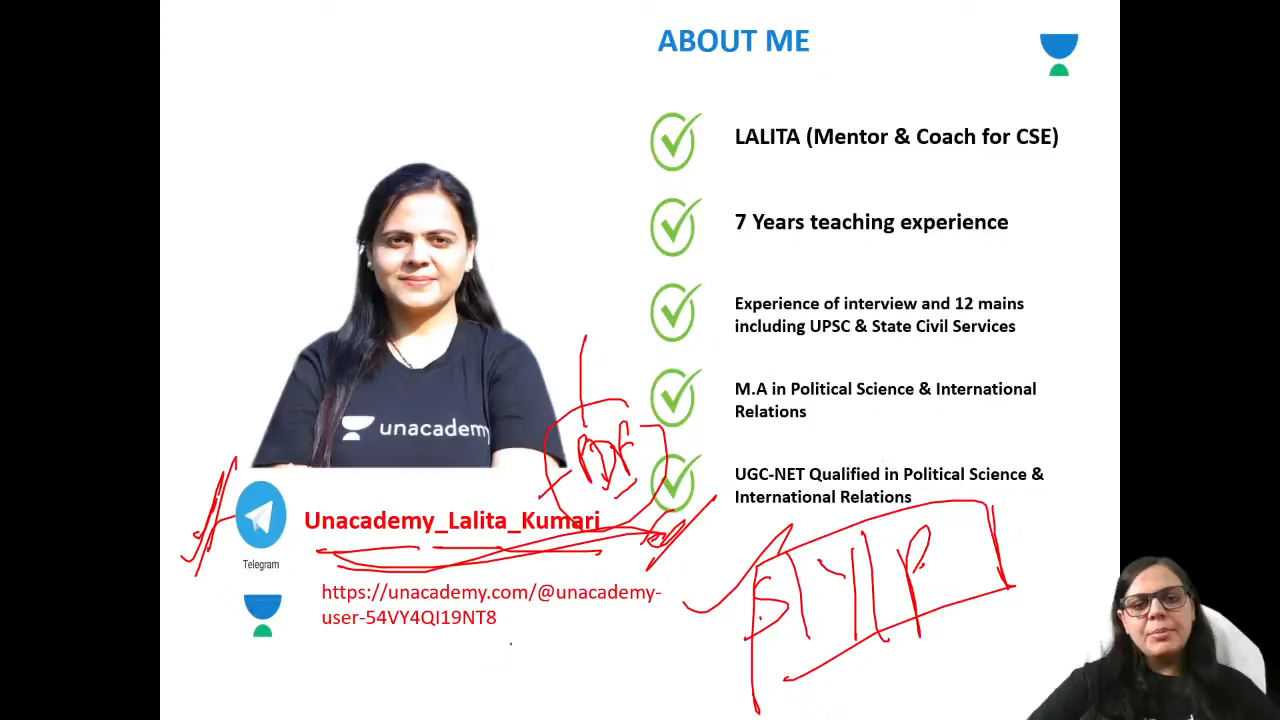 ABOUT ME
LALITA (Mentor & Coach for CSE)
7 Years teaching experience
Experience of interview and 12 mains
including UPSC & State Civil Services
M.A in Political Science & International
Relations
UGC-NET Qualified in Political Science &
International Relations
unacademy
PDF
Unacademy_Lalita_Kumari
Telegram
https://unacademy.com/@unacademy-
user-54VY4QI19NT8
SYP